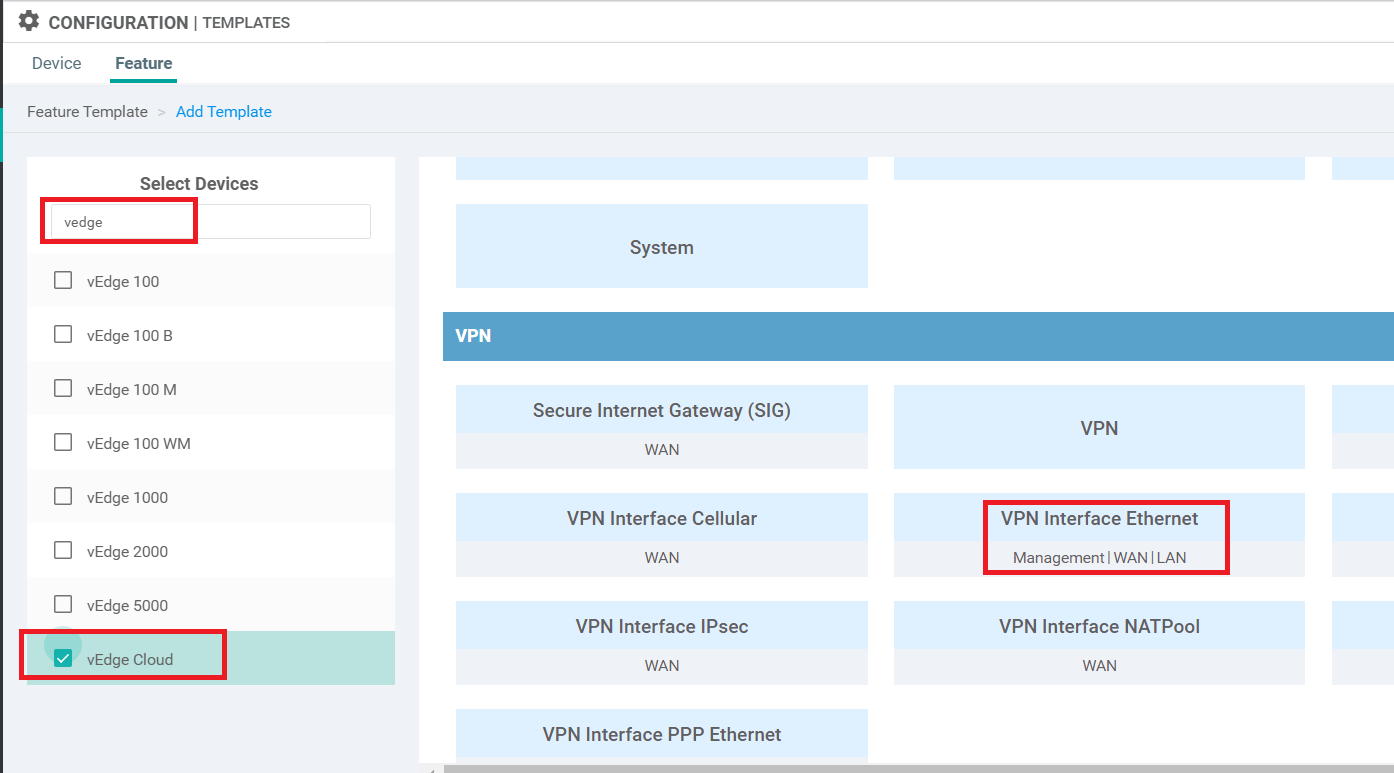 CONFIGURATION | TEMPLATES
Device Feature
Feature Template > Add Template
Select Devices
vedge
vEdge 100
vEdge 100 B
vEdge 100 M
vEdge 100 WM
vEdge 1000
vEdge 2000
vEdge 5000
vEdge Cloud
System
VPN
Secure Internet Gateway (SIG)
WAN
VPN
VPN Interface Cellular
WAN
VPN Interface Ethernet
Management | WAN | LAN
VPN Interface IPsec
WAN
VPN Interface NATPool
WAN
VPN Interface PPP Ethernet